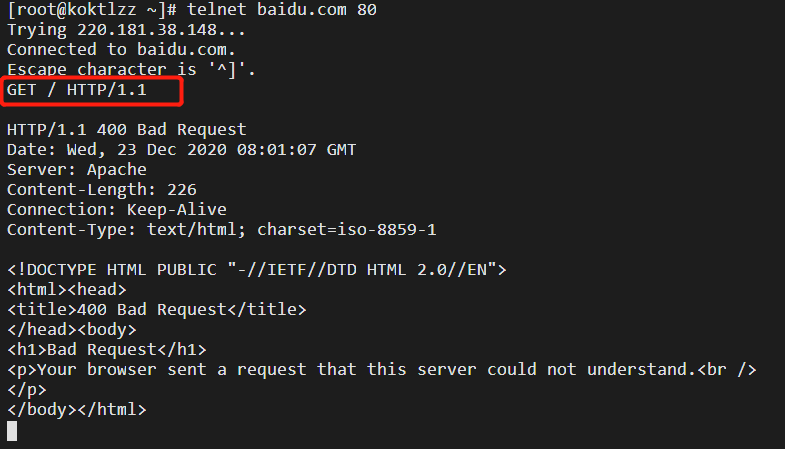 [root@koktlzz ~]# telnet baidu.com 80
Trying 220.181.38.148...
Connected to baidu.com.
Escape character is '^]'.
GET / HTTP/1.1
HTTP/1.1 400 Bad Request
Date: Wed, 23 Dec 2020 08:01:07 GMT
Server: Apache
Content-Length: 226
Connection: Keep-Alive
Content-Type: text/html; charset=iso-8859-1
<!DOCTYPE HTML PUBLIC "-//IETF//DTD HTML 2.0//EN">
<html><head>
<title>400 Bad Request</title>
</head><body>
<h1>Bad Request</h1>
<p>Your browser sent a request that this server could not understand.<br />
</p>
</body></html>